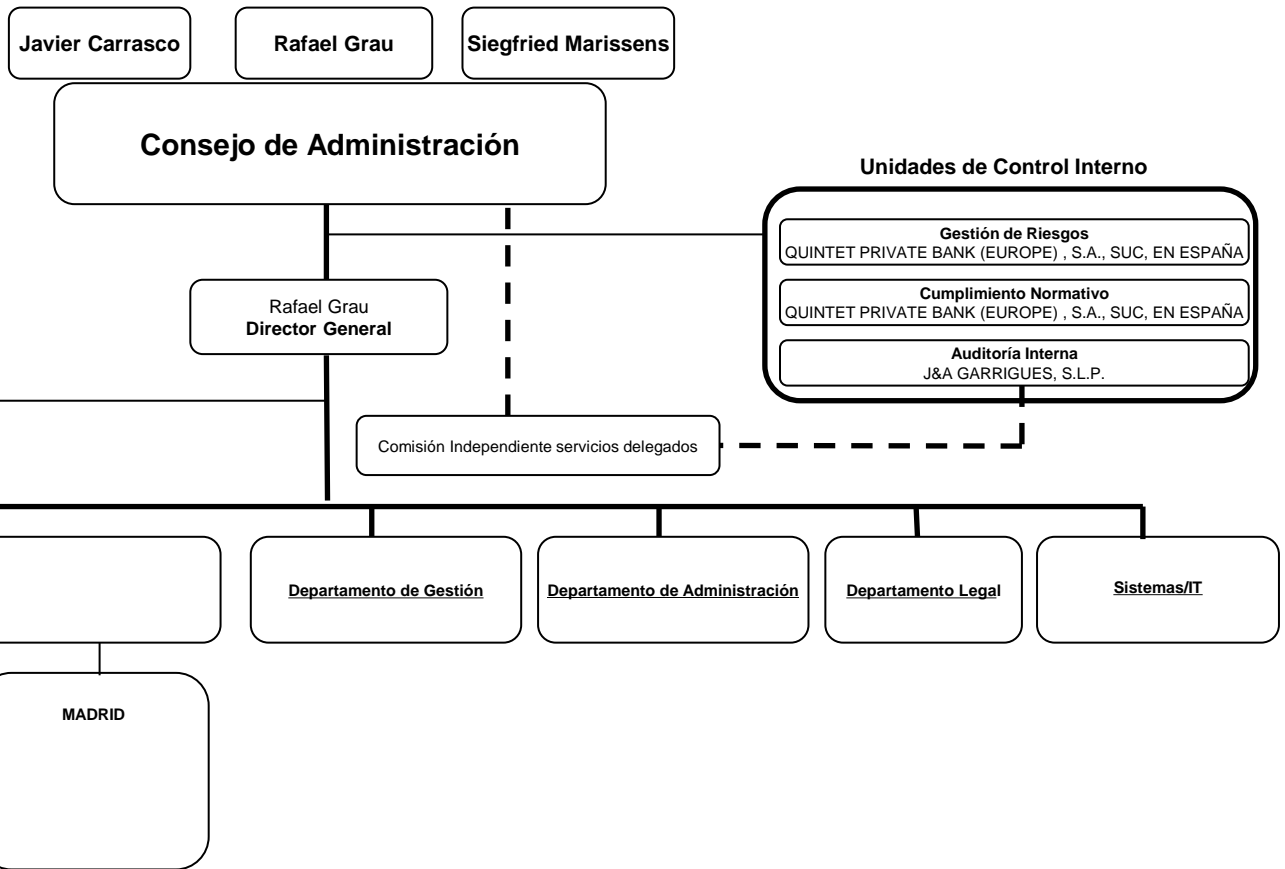 Javier Carrasco
Rafael Grau
Siegfried Marissens
Consejo de Administración
Unidades de Control Interno
Gestión de Riesgos
QUINTET PRIVATE BANK (EUROPE) , S.A., SUC, EN ESPAÑA
Cumplimiento Normativo
QUINTET PRIVATE BANK (EUROPE) , S.A., SUC, EN ESPAÑA
Auditoría Interna
J&A GARRIGUES, S.L.P.
Rafael Grau
Director General
Comisión Independiente servicios delegados
Departamento de Gestión
Departamento de Administración
Departamento Legal
Sistemas/IT
MADRID